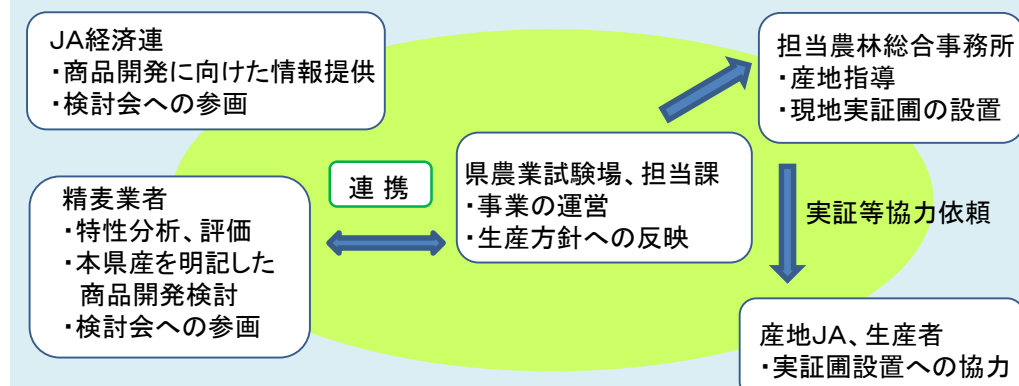 JA経済連
・商品開発に向けた情報提供
・検討会への参画
精麦業者
・特性分析、評価
・本県産を明記した
商品開発検討
・検討会への参画
連 携
県農業試験場、担当課
・事業の運営
・生産方針への反映
担当農林総合事務所
・産地指導
・現地実証圃の設置
実証等協力依頼
産地JA、生産者
・実証圃設置への協力